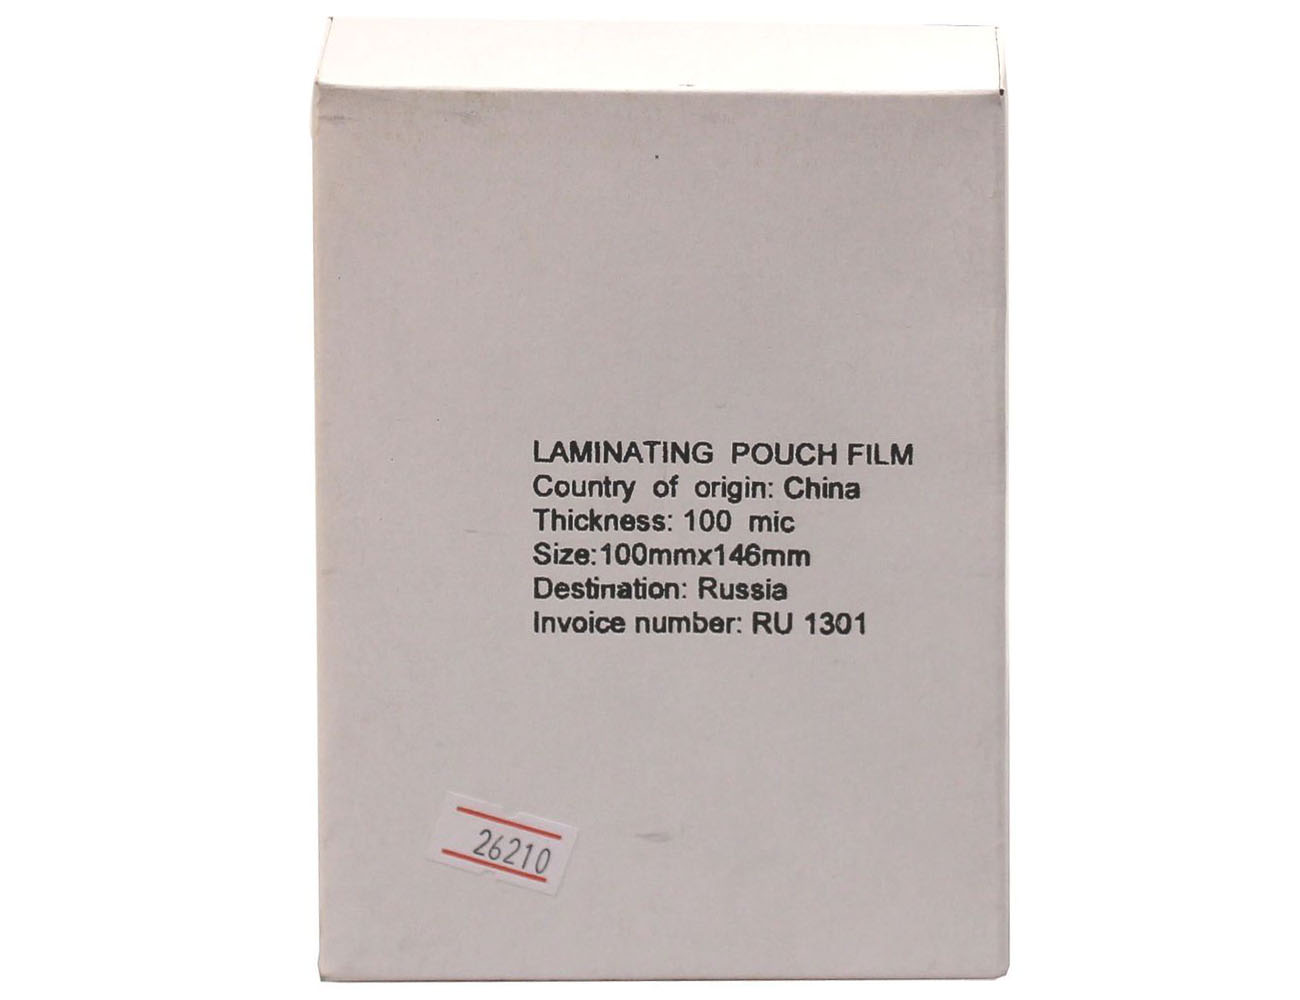 LAMINATING POUCH FILM
Country of origin: China
Thickness: 100 mic
Size:100mmx146mm
Destination: Russia
Invoice number: RU 1301
26210